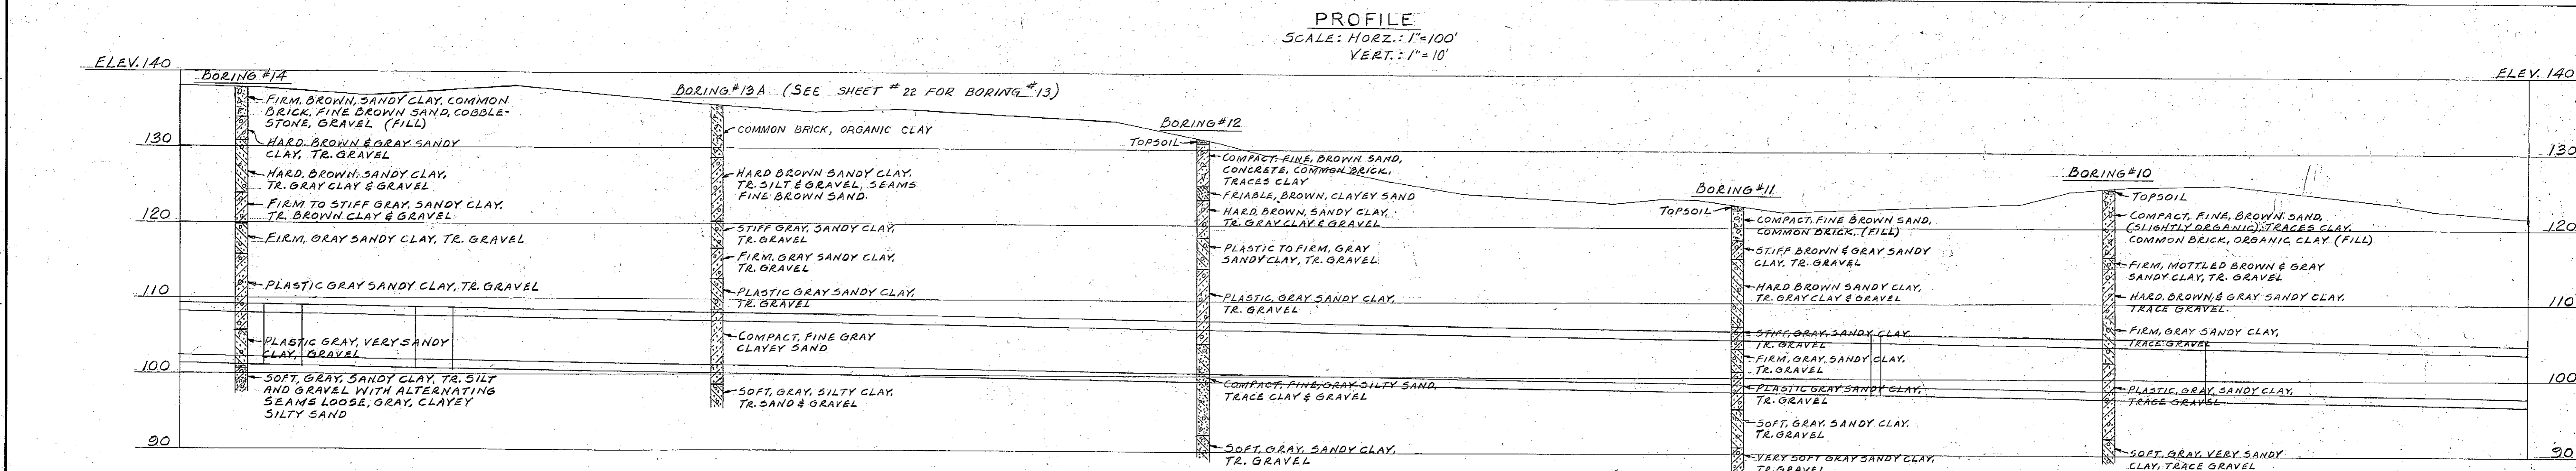 PROFILE
SCALE: HORZ.: 1"=100'
VERT.: 1"=10'
ELEV. 140
ELEV. 140
130
120
110
100
90
130
120
110
100
90
BORING #14
FIRM, BROWN, SANDY CLAY, COMMON
BRICK, FINE BROWN SAND, COBBLE-
STONE, GRAVEL (FILL)
HARD, BROWN & GRAY SANDY
CLAY, TR. GRAVEL
HARD, BROWN, SANDY CLAY,
TR. GRAY CLAY & GRAVEL
FIRM TO STIFF GRAY, SANDY CLAY,
TR. BROWN CLAY & GRAVEL
FIRM, GRAY SANDY CLAY, TR. GRAVEL
PLASTIC GRAY SANDY CLAY, TR. GRAVEL
PLASTIC GRAY, VERY SANDY
CLAY, GRAVEL
SOFT, GRAY, SANDY CLAY, TR. SILT
AND GRAVEL WITH ALTERNATING
SEAMS LOOSE, GRAY, CLAYEY
SILTY SAND
BORING #13A (SEE SHEET #22 FOR BORING #13)
COMMON BRICK, ORGANIC CLAY
HARD BROWN SANDY CLAY,
TR. SILT & GRAVEL, SEAMS
FINE BROWN SAND.
STIFF GRAY, SANDY CLAY,
TR. GRAVEL
FIRM, GRAY SANDY CLAY,
TR. GRAVEL
PLASTIC GRAY SANDY CLAY,
TR. GRAVEL
COMPACT, FINE GRAY
CLAYEY SAND
SOFT, GRAY, SILTY CLAY,
TR. SAND & GRAVEL
BORING #12
TOPSOIL
COMPACT, FINE, BROWN SAND,
CONCRETE, COMMON BRICK,
TRACES CLAY
FRIABLE, BROWN, CLAYEY SAND
HARD, BROWN, SANDY CLAY,
TR. GRAY CLAY & GRAVEL
PLASTIC TO FIRM, GRAY
SANDY CLAY, TR. GRAVEL
PLASTIC, GRAY SANDY CLAY,
TR. GRAVEL
COMPACT, FINE, GRAY SILTY SAND,
TRACE CLAY & GRAVEL
SOFT, GRAY, SANDY CLAY,
TR. GRAVEL
BORING #11
TOPSOIL
COMPACT, FINE BROWN SAND,
COMMON BRICK, (FILL)
STIFF BROWN & GRAY SANDY
CLAY, TR. GRAVEL
HARD BROWN SANDY CLAY,
TR. GRAY CLAY & GRAVEL
STIFF, GRAY, SANDY CLAY
TR. GRAVEL
FIRM, GRAY, SANDY CLAY,
TR. GRAVEL
PLASTIC GRAY SANDY CLAY,
TR. GRAVEL
SOFT, GRAY, SANDY CLAY,
TR. GRAVEL
VERY SOFT GRAY SANDY CLAY,
TR. GRAVEL
BORING #10
TOPSOIL
COMPACT, FINE, BROWN SAND,
(SLIGHTLY ORGANIC), TRACES CLAY,
COMMON BRICK, ORGANIC CLAY (FILL)
FIRM, MOTTLED BROWN & GRAY
SANDY CLAY, TR. GRAVEL
HARD, BROWN & GRAY SANDY CLAY,
TRACE GRAVEL.
FIRM, GRAY SANDY CLAY,
TRACE GRAVEL
PLASTIC, GRAY, SANDY CLAY,
TRACE GRAVEL
SOFT, GRAY, VERY SANDY
CLAY, TRACE GRAVEL